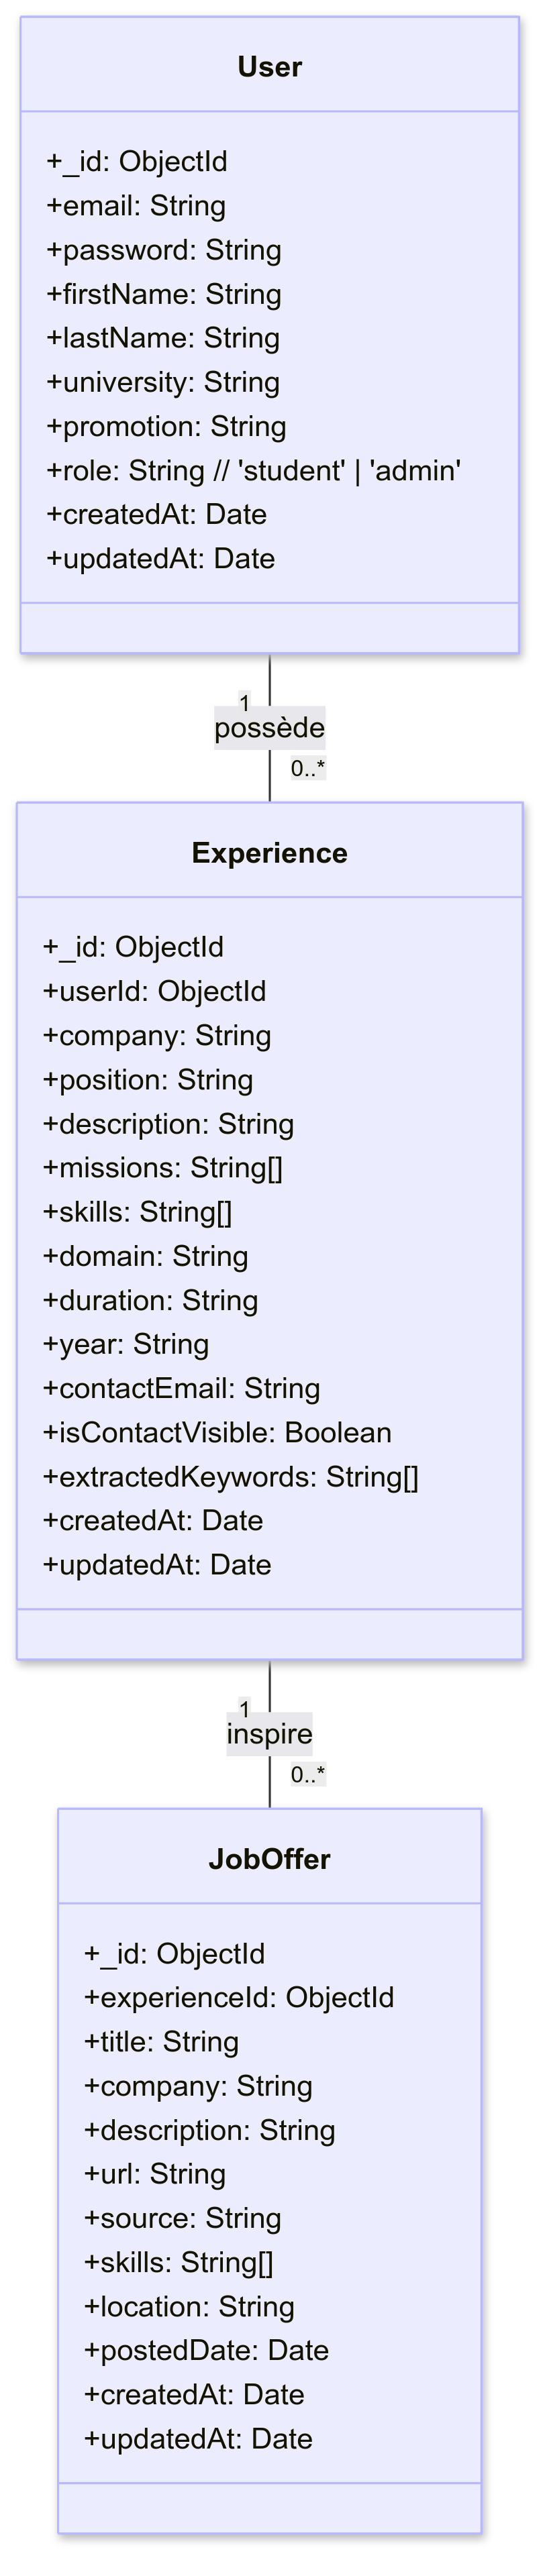 User
+_id: ObjectId
+email: String
+password: String
+firstName: String
+lastName: String
+university: String
+promotion: String
+role: String // 'student' | 'admin'
+createdAt: Date
+updatedAt: Date
1
possède
0..*
Experience
+_id: ObjectId
+userId: ObjectId
+company: String
+position: String
+description: String
+missions: String[]
+skills: String[]
+domain: String
+duration: String
+year: String
+contactEmail: String
+isContactVisible: Boolean
+extractedKeywords: String[]
+createdAt: Date
+updatedAt: Date
1
inspire
0..*
JobOffer
+_id: ObjectId
+experienceId: ObjectId
+title: String
+company: String
+description: String
+url: String
+source: String
+skills: String[]
+location: String
+postedDate: Date
+createdAt: Date
+updatedAt: Date